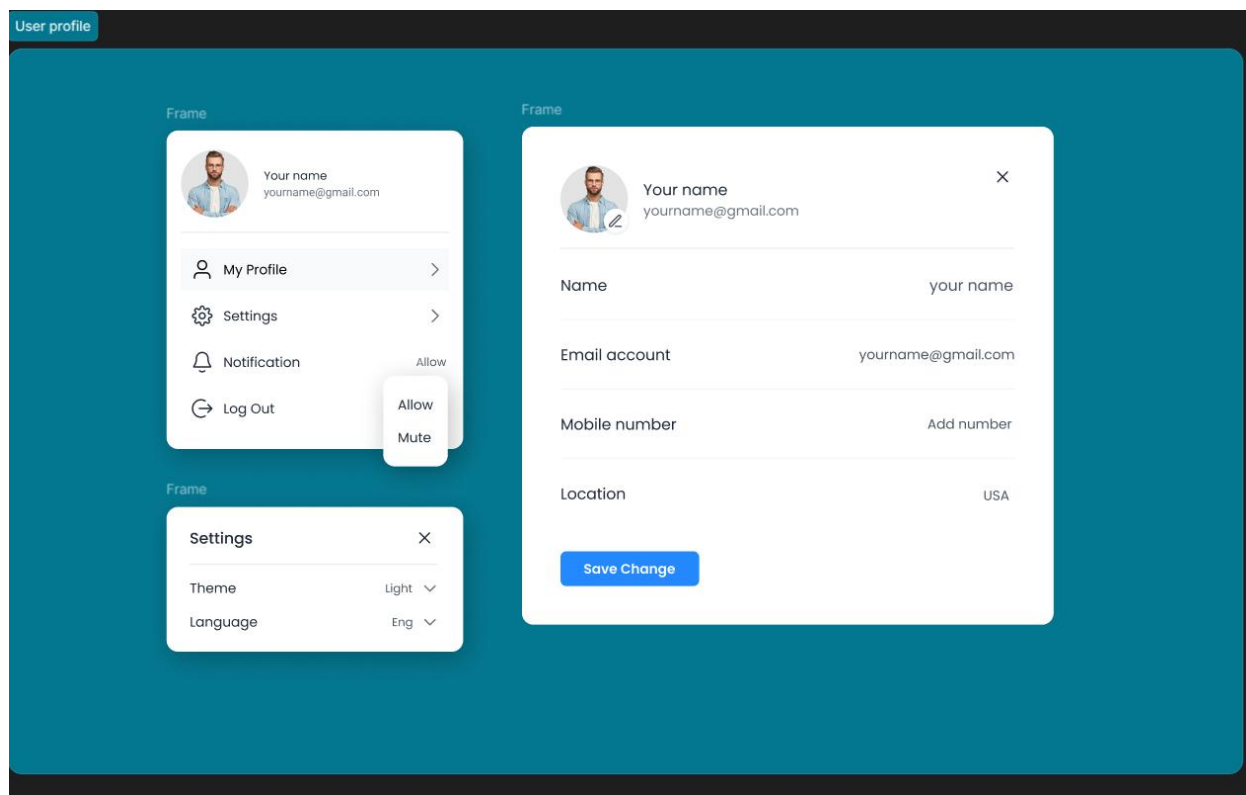 User profile
Frame
Your name
yourname@gmail.com
My Profile
Settings
Notification Allow
Log Out
Allow
Mute
Frame
Settings
Theme Light
Language Eng
Frame
Your name
yourname@gmail.com
Name your name
Email account yourname@gmail.com
Mobile number Add number
Location USA
Save Change